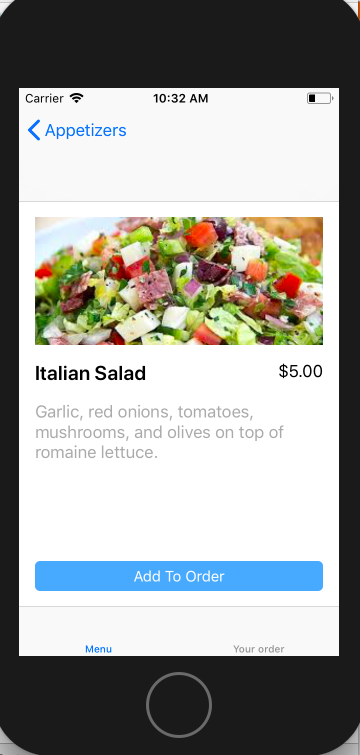 Carrier 10:32 AM
Appetizers
Italian Salad $5.00
Garlic, red onions, tomatoes,
mushrooms, and olives on top of
romaine lettuce.
Add To Order
Menu Your order